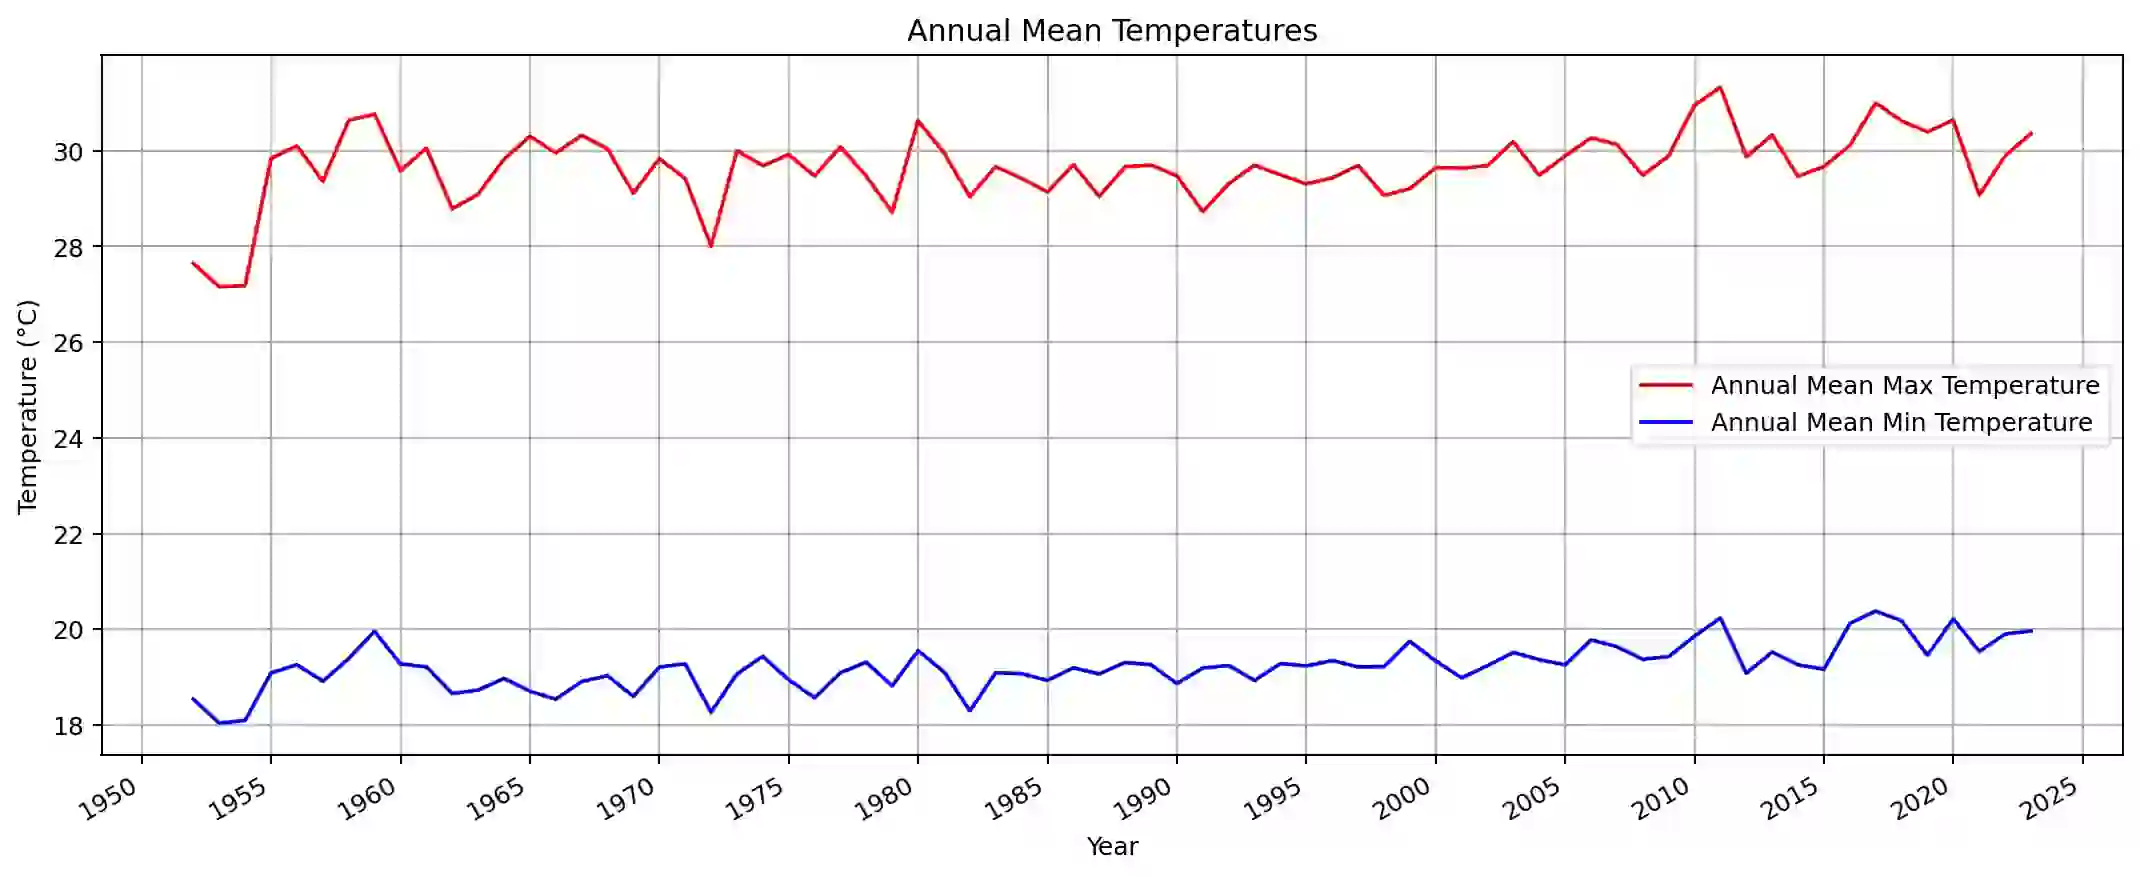 Annual Mean Temperatures
Temperature (°C)
30
28
26
24
22
20
18
Annual Mean Max Temperature
Annual Mean Min Temperature
1950 1955 1960 1965 1970 1975 1980 1985 1990 1995 2000 2005 2010 2015 2020 2025
Year